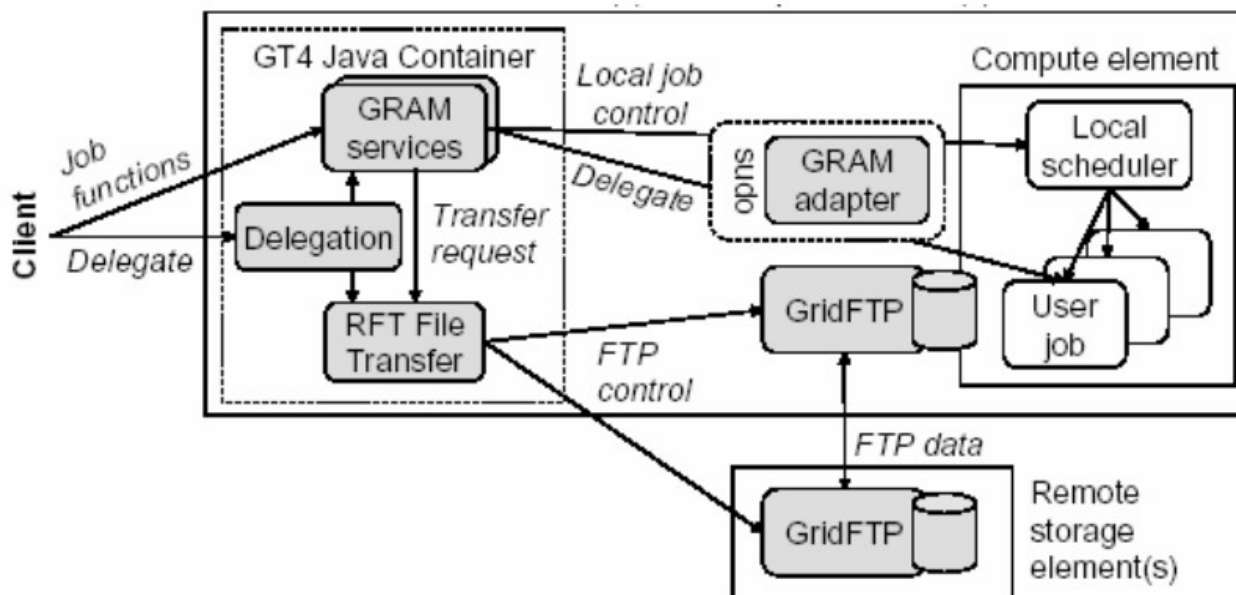 GT4 Java Container
GRAM
services
Local job
control
Compute element
Local
scheduler
sudo
GRAM
adapter
Job
functions
Delegate
Client
Delegation
Delegate
Transfer
request
RFT File
Transfer
GridFTP
User
job
FTP
control
FTP data
GridFTP
Remote
storage
element(s)